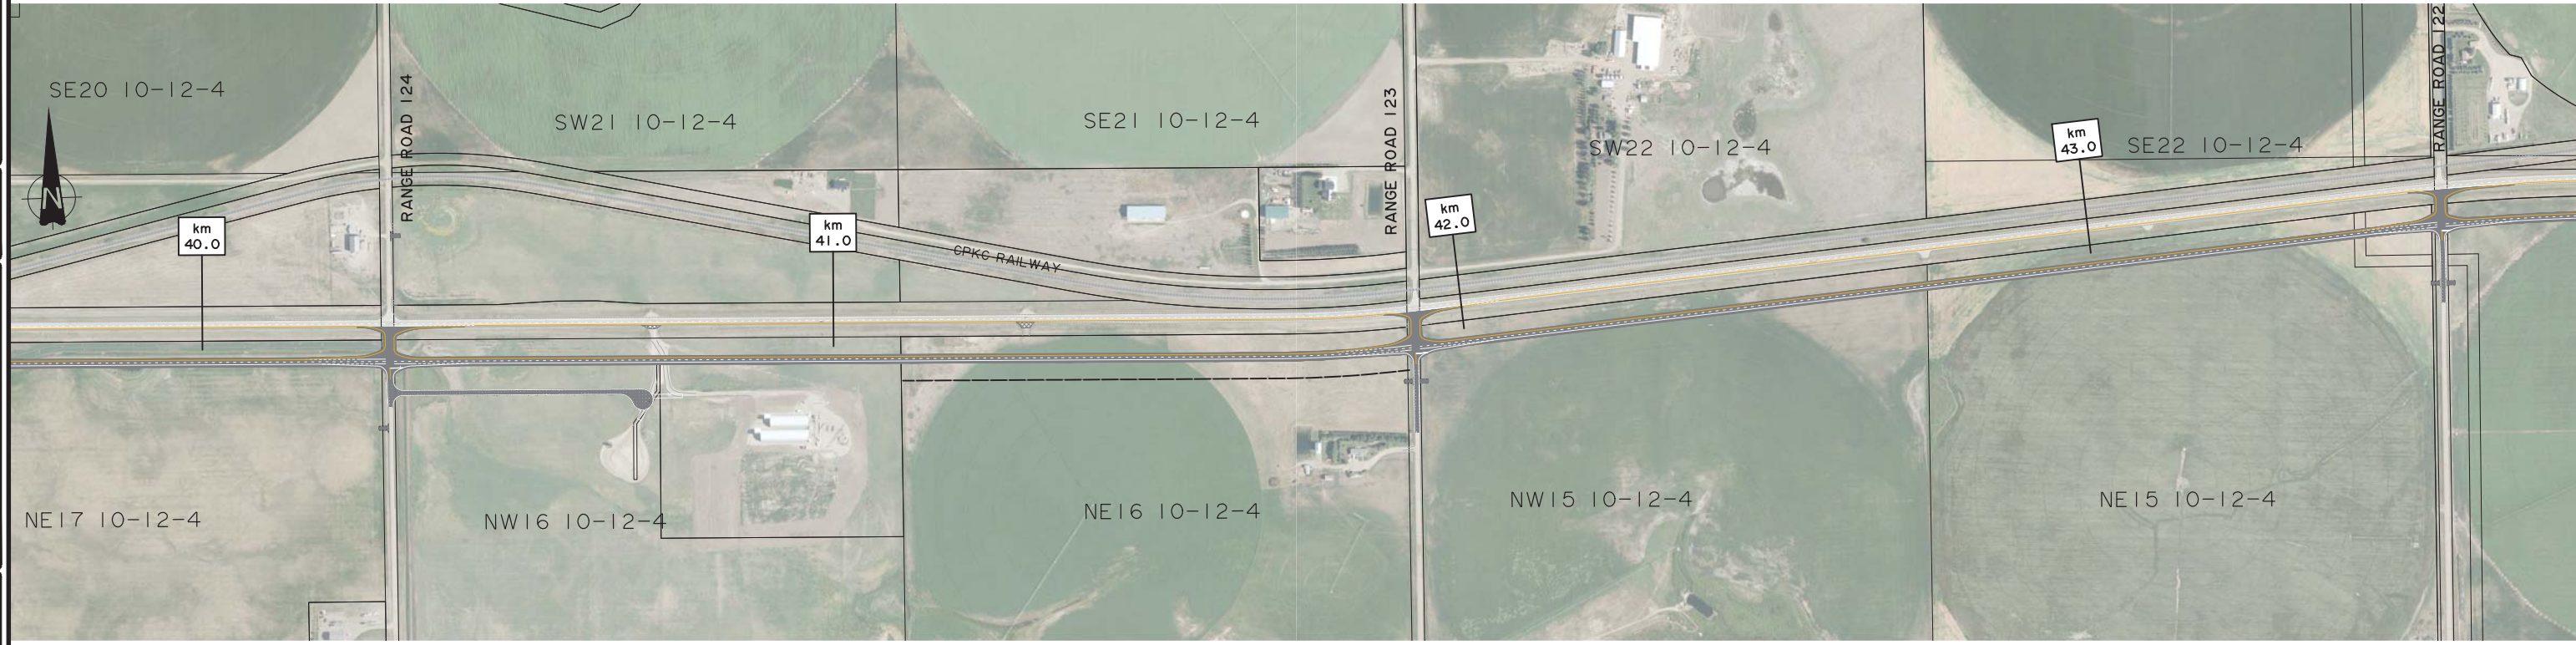 SE20 10-12-4
RANGE ROAD 124
SW21 10-12-4
SE21 10-12-4
RANGE ROAD 123
SW22 10-12-4
km
43.0
SE22 10-12-4
RANGE ROAD 122
N
km
40.0
km
41.0
CPKC RAILWAY
km
42.0
NE17 10-12-4
NW16 10-12-4
NE16 10-12-4
NW15 10-12-4
NE15 10-12-4